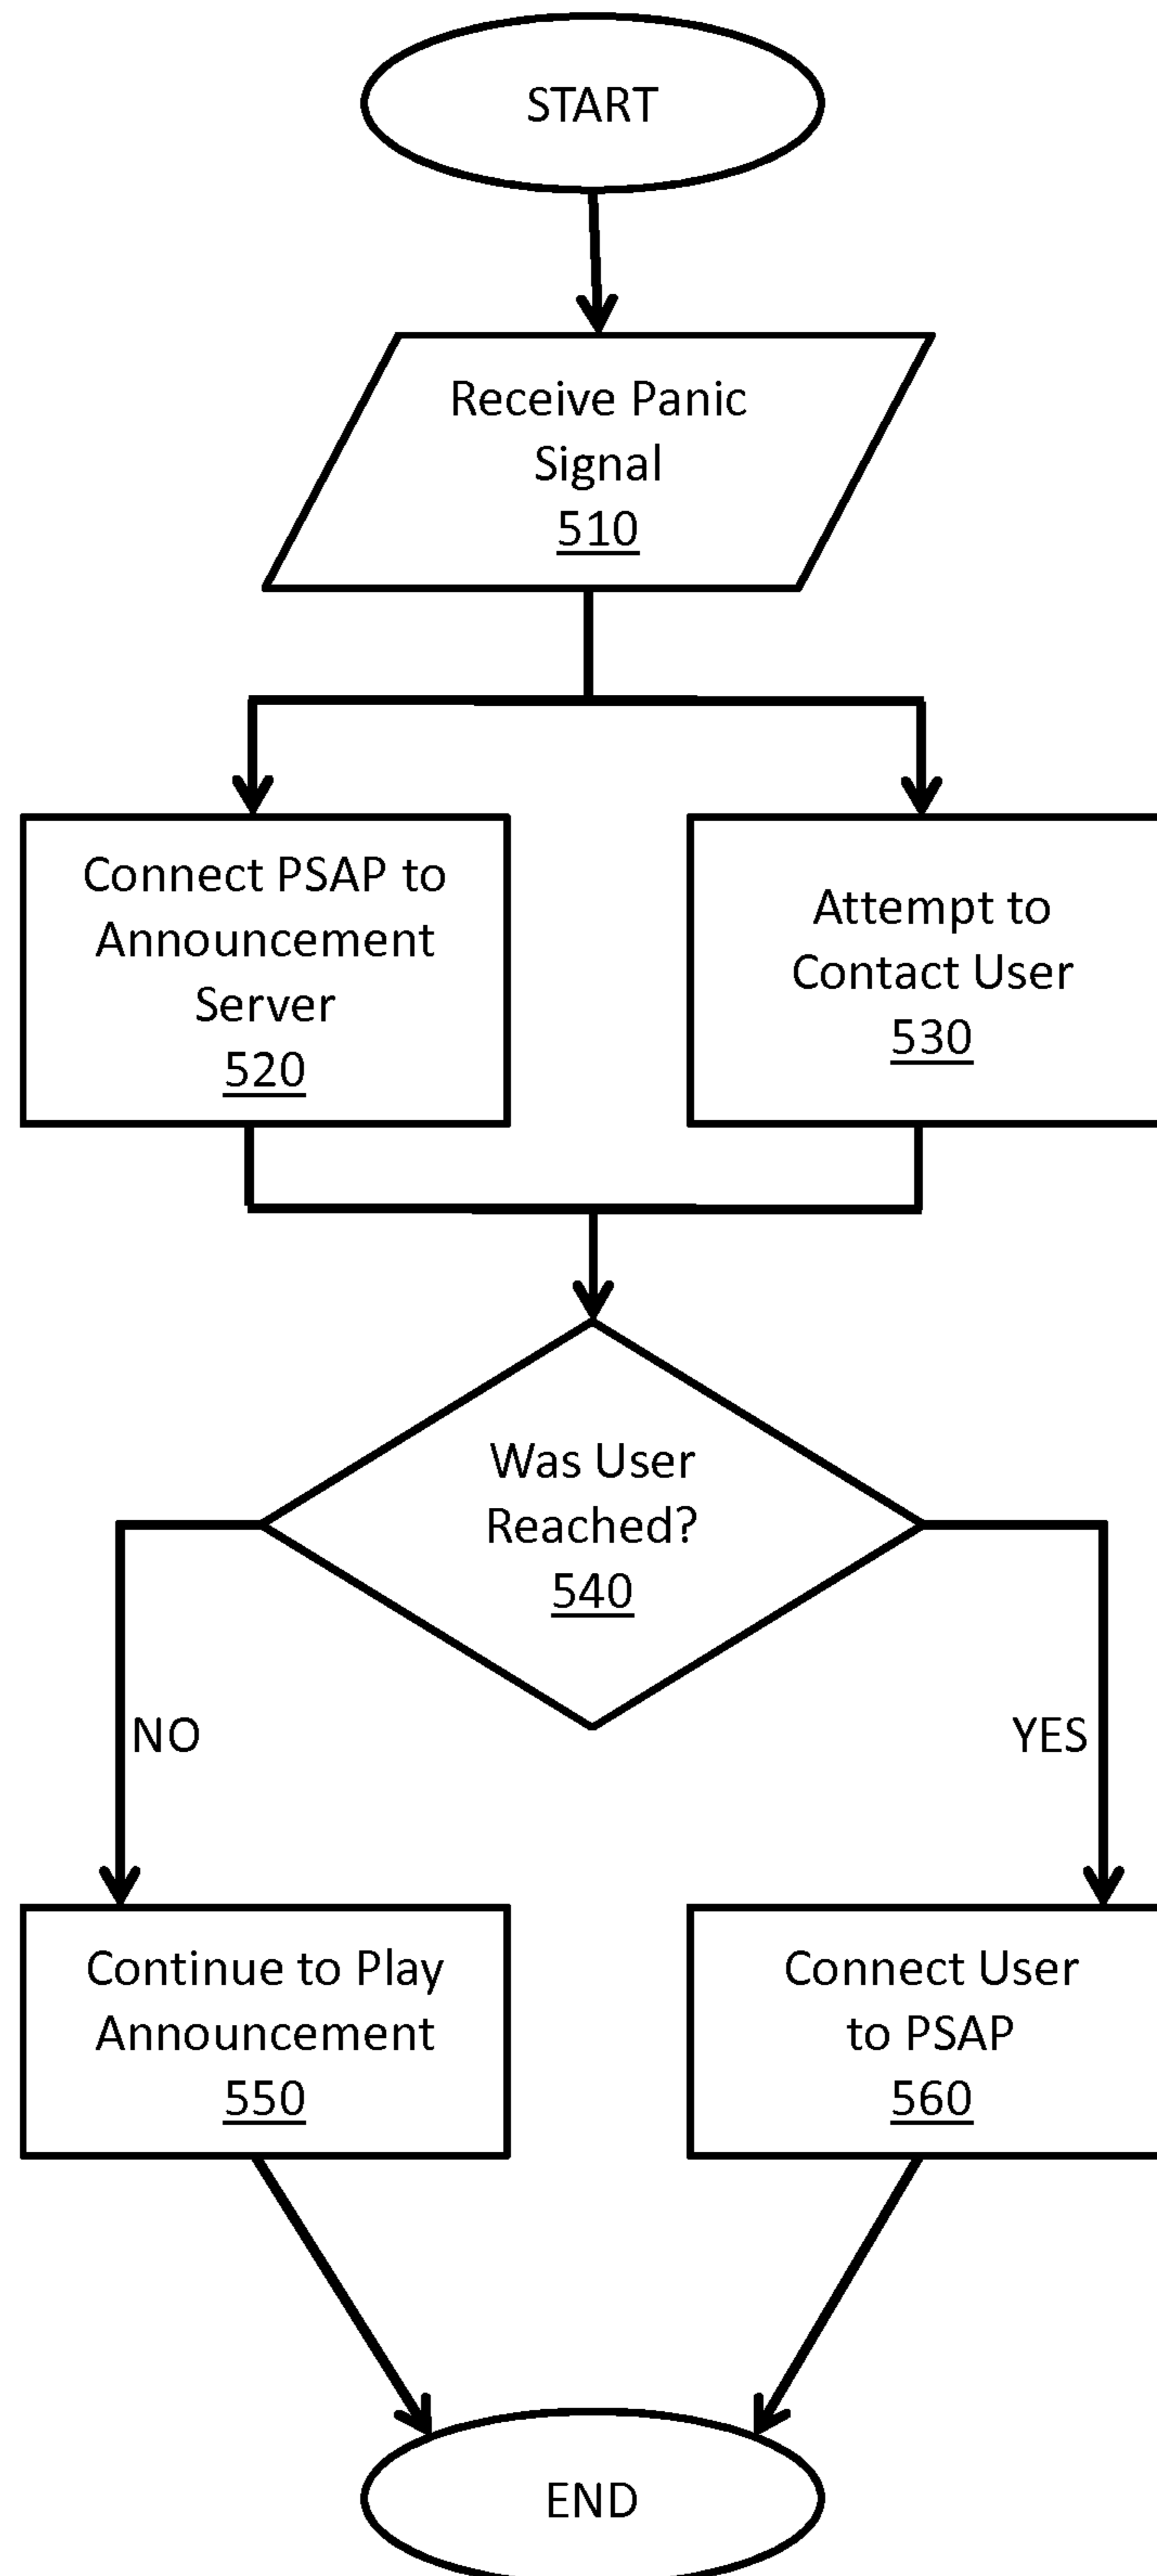 START
Receive Panic
Signal
510
Connect PSAP to
Announcement
Server
520
Attempt to
Contact User
530
Was User
Reached?
540
NO
YES
Continue to Play
Announcement
550
Connect User
to PSAP
560
END